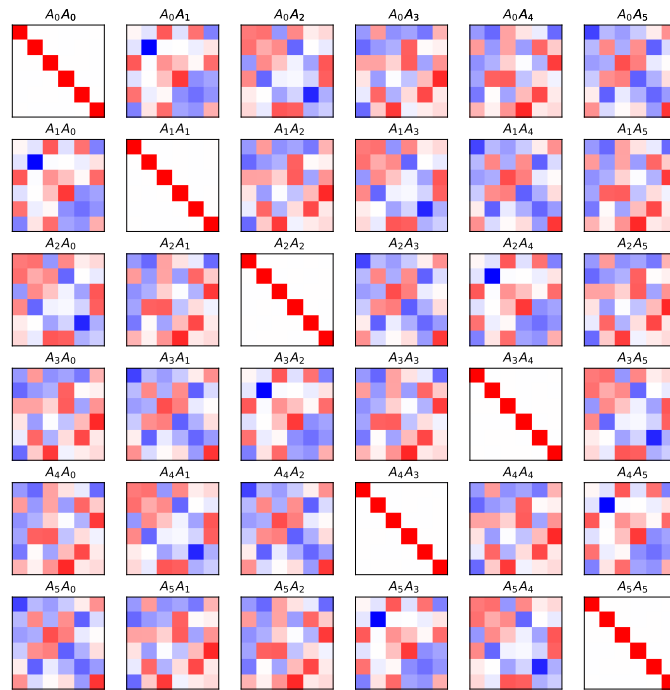 A₀A₀ A₀A₁ A₀A₂ A₀A₃ A₀A₄ A₀A₅
A₁A₀ A₁A₁ A₁A₂ A₁A₃ A₁A₄ A₁A₅
A₂A₀ A₂A₁ A₂A₂ A₂A₃ A₂A₄ A₂A₅
A₃A₀ A₃A₁ A₃A₂ A₃A₃ A₃A₄ A₃A₅
A₄A₀ A₄A₁ A₄A₂ A₄A₃ A₄A₄ A₄A₅
A₅A₀ A₅A₁ A₅A₂ A₅A₃ A₅A₄ A₅A₅